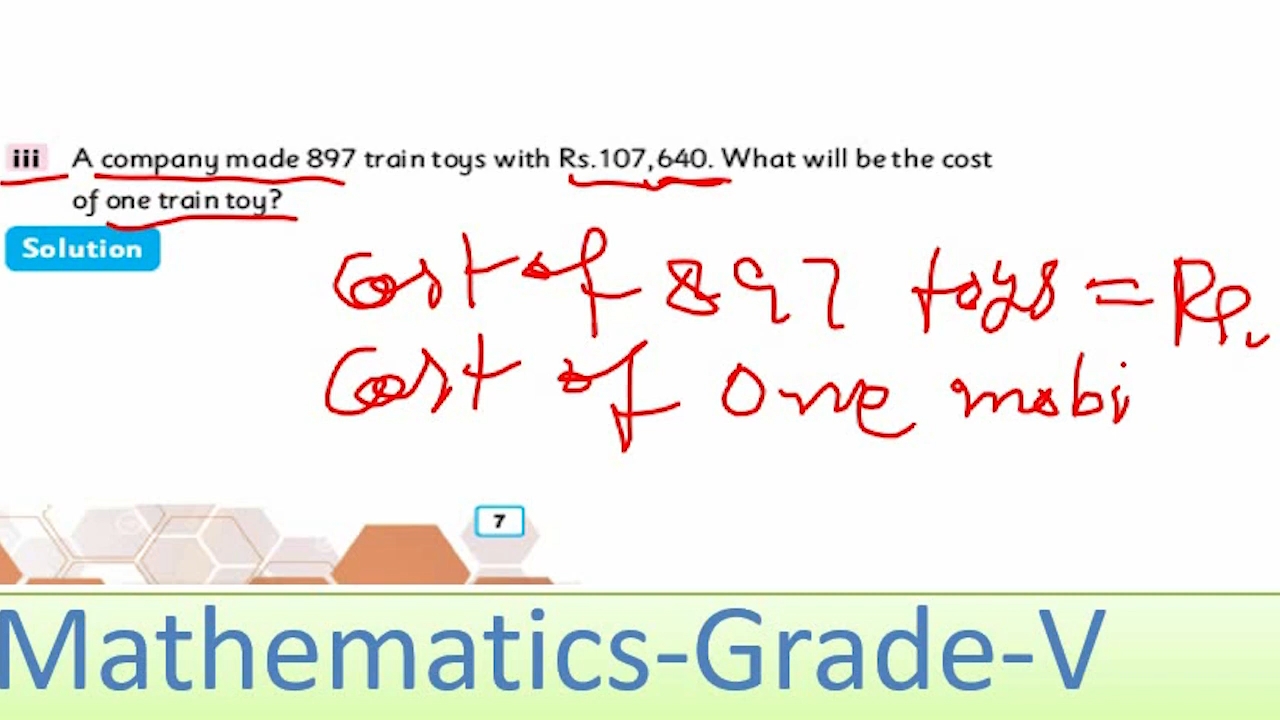 iii A company made 897 train toys with Rs.107,640. What will be the cost
of one train toy?
Solution
Cost of 897 toys = Rs.
Cost of one mobi
7
Mathematics-Grade-V